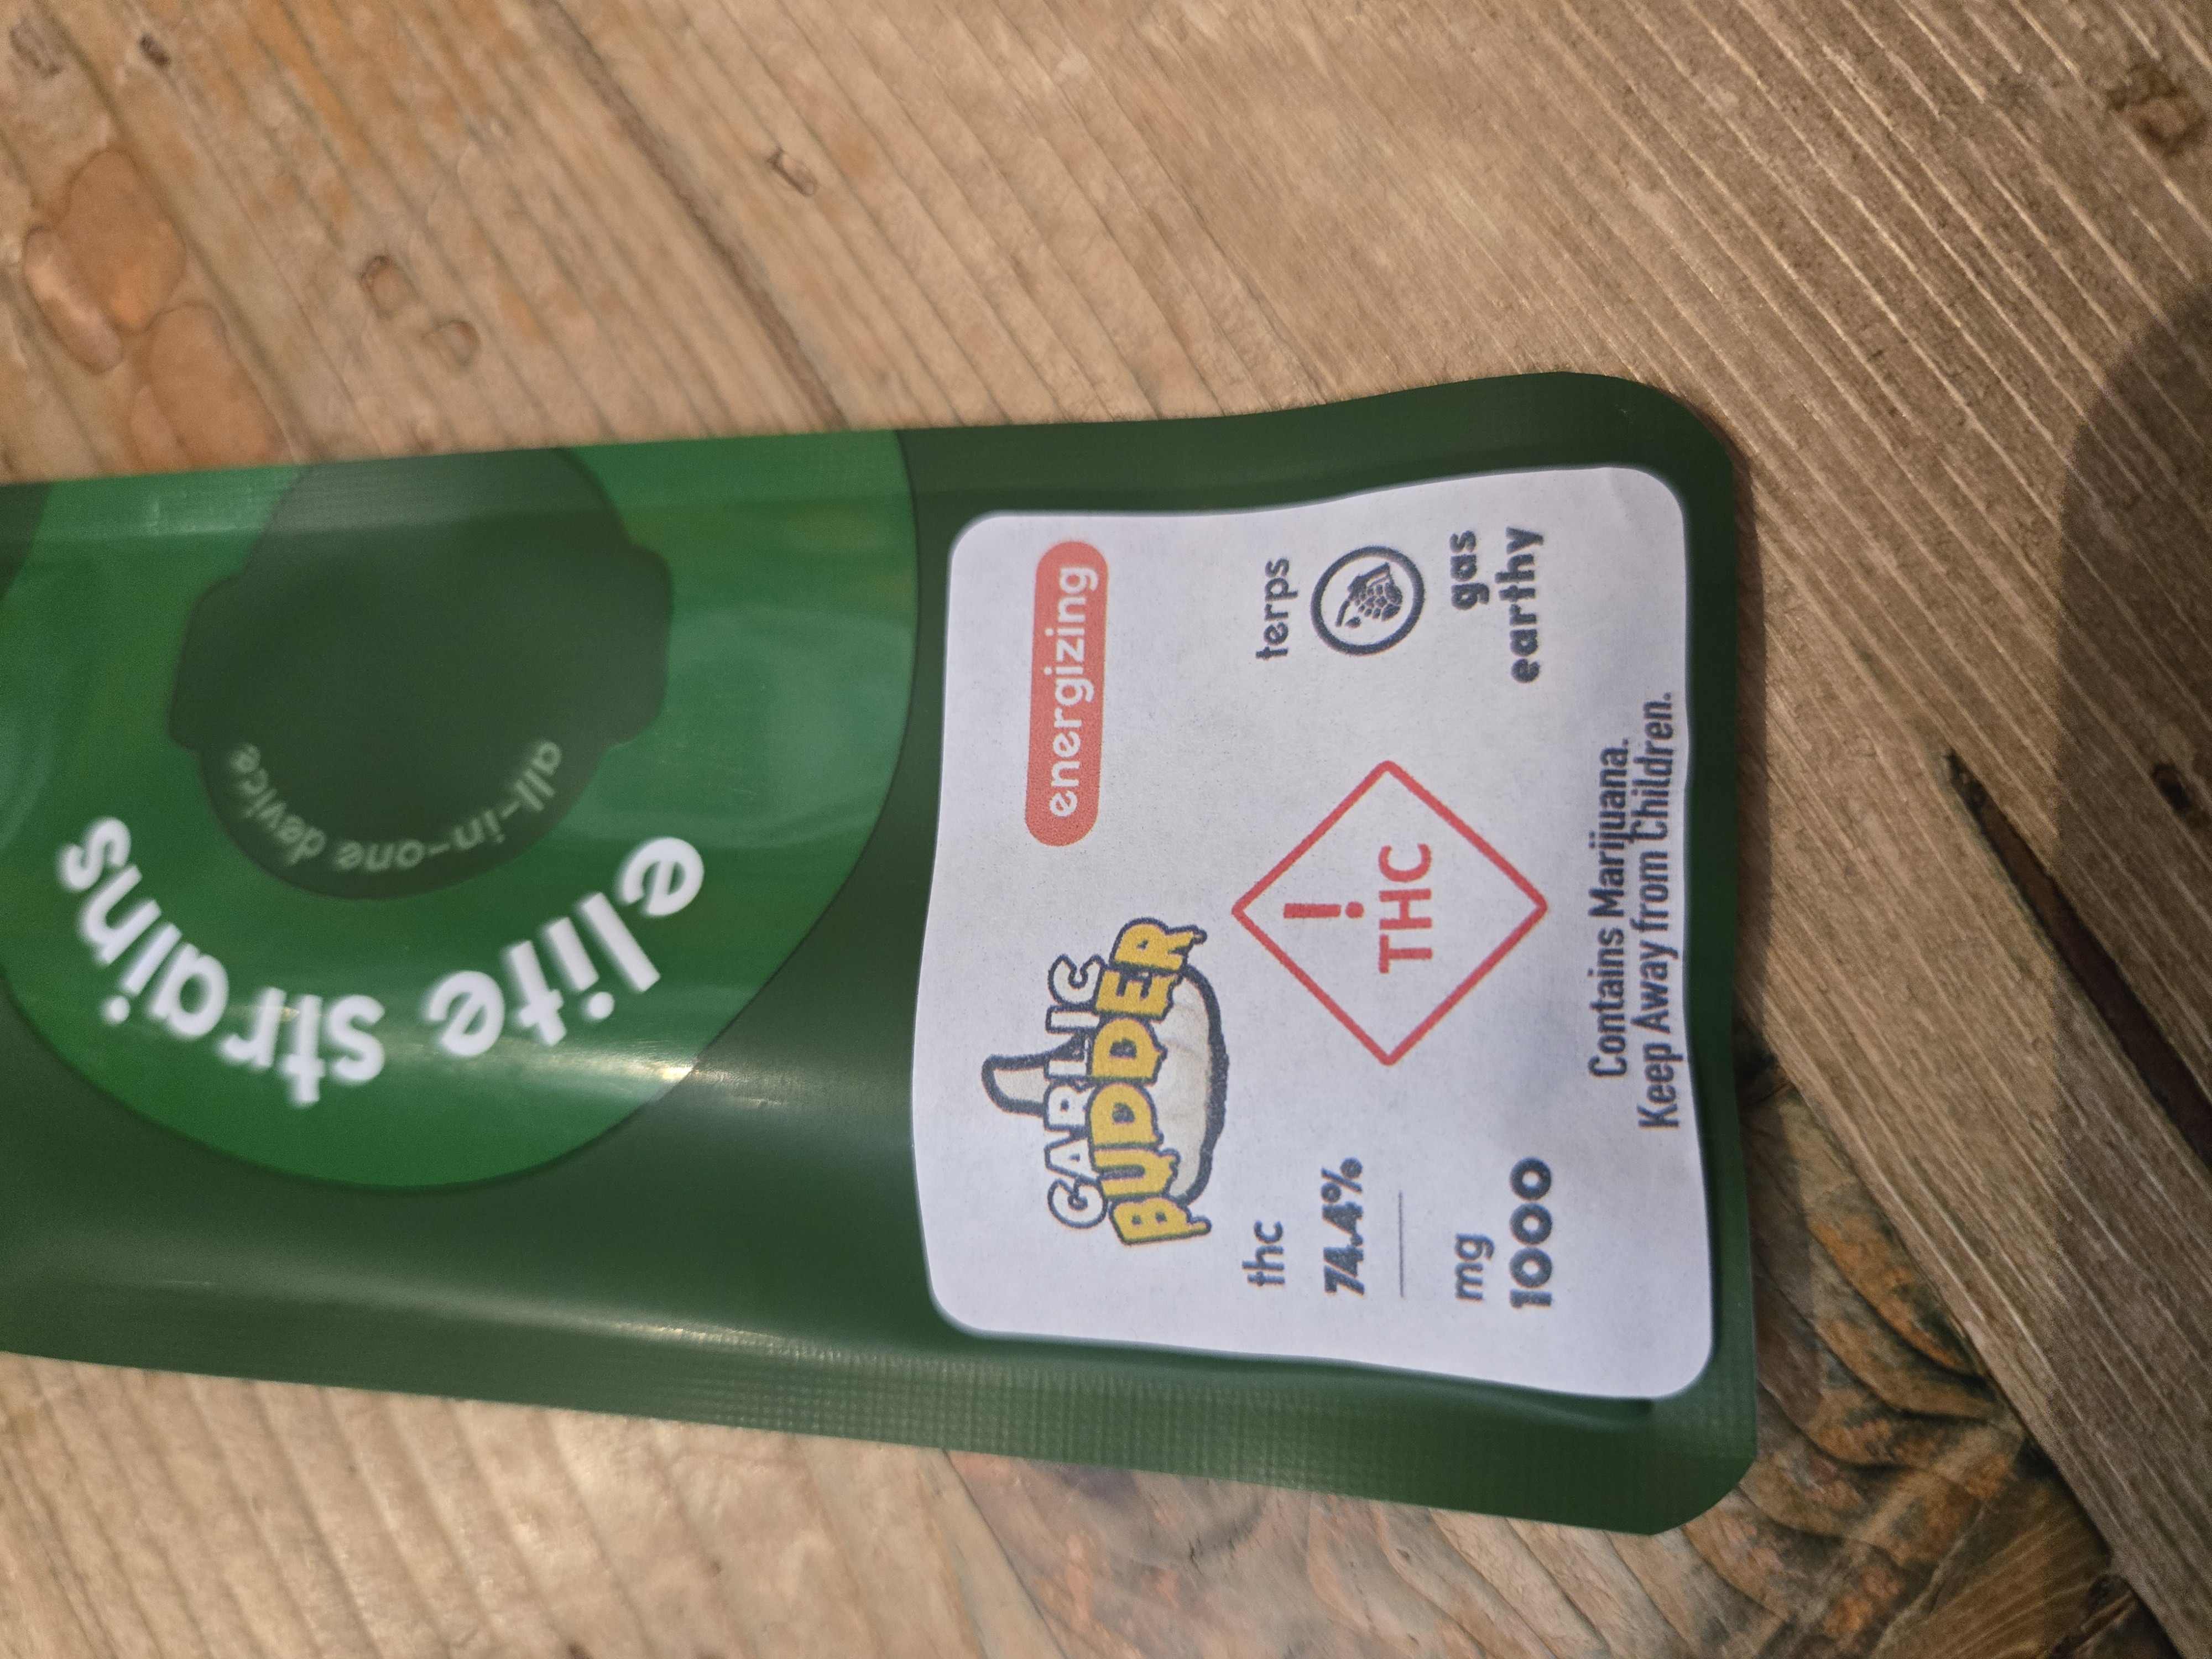 elite strains
all-in-one device
GARLIC
BUDDER
energizing
thc
74.4%
mg
1000
!
THC
terps
gas
earthy
Contains Marijuana.
Keep Away from Children.